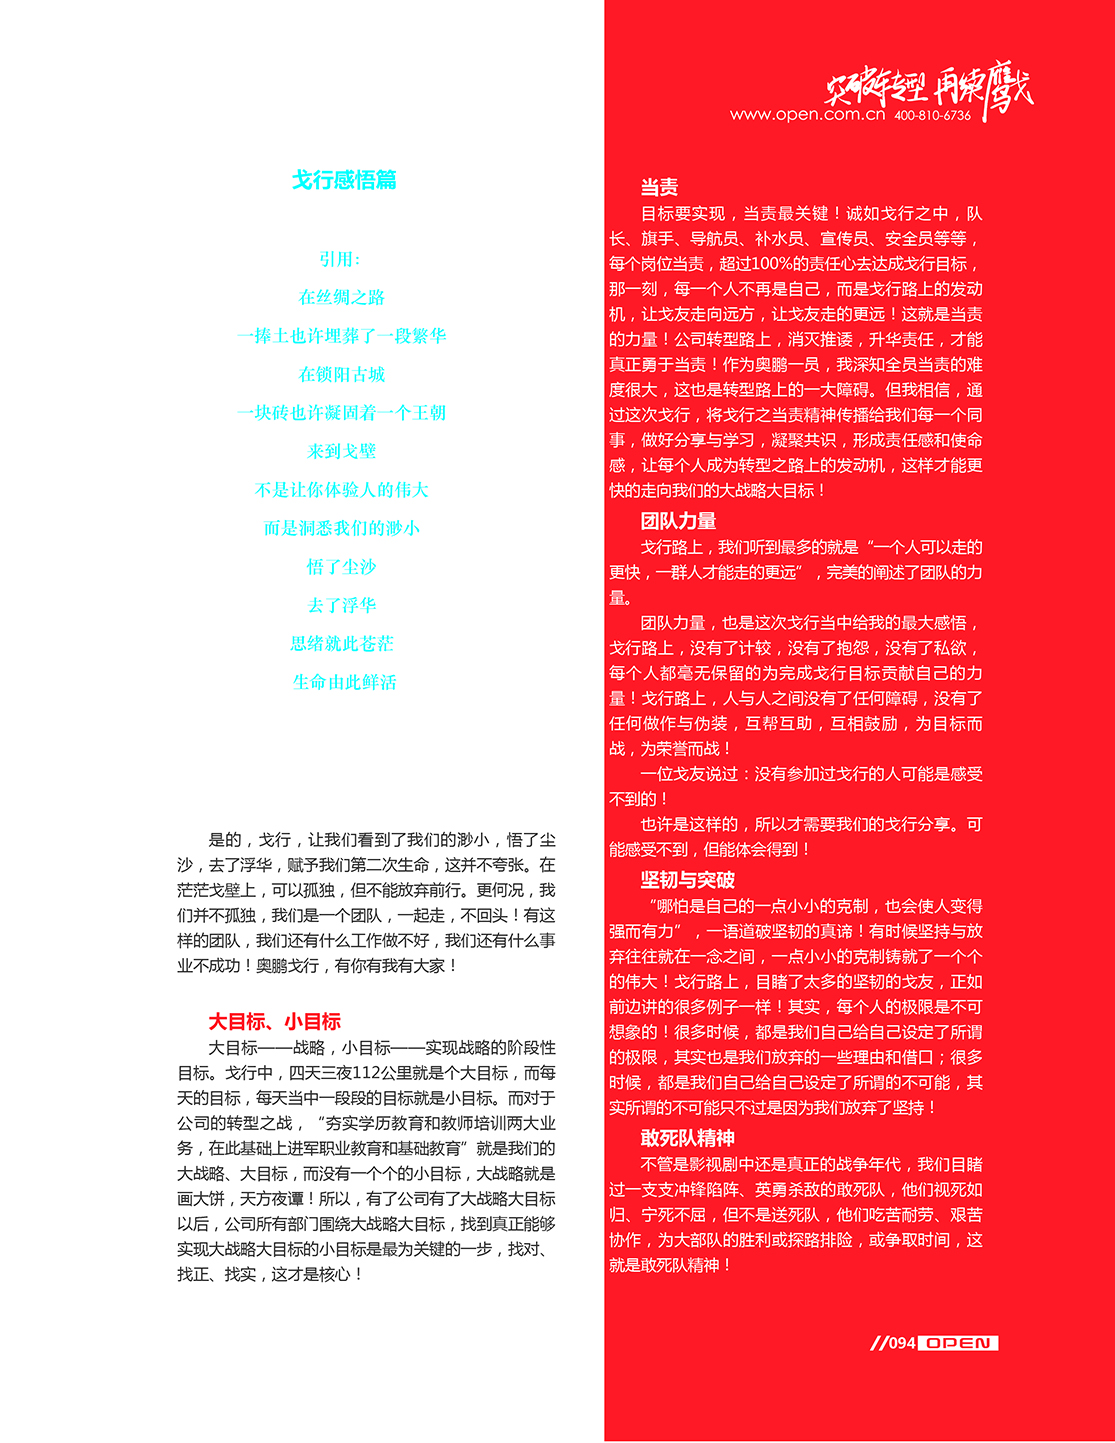 突破转型 再续鹰戈
www.open.com.cn 400-810-6736
戈行感悟篇
引用：
在丝绸之路
一捧土也许埋葬了一段繁华
在锁阳古城
一块砖也许凝固着一个王朝
来到戈壁
不是让你体验人的伟大
而是洞悉我们的渺小
悟了尘沙
去了浮华
思绪就此苍茫
生命由此鲜活
是的，戈行，让我们看到了我们的渺小，悟了尘
沙，去了浮华，赋予我们第二次生命，这并不夸张。在
茫茫戈壁上，可以孤独，但不能放弃前行。更何况，我
们并不孤独，我们是一个团队，一起走，不回头！有这
样的团队，我们还有什么工作做不好，我们还有什么事
业不成功！奥鹏戈行，有你有我有大家！
大目标、小目标
大目标——战略，小目标——实现战略的阶段性
目标。戈行中，四天三夜112公里就是个大目标，而每
天的目标，每天当中一段段的目标就是小目标。而对于
公司的转型之战，“夯实学历教育和教师培训两大业
务，在此基础上进军职业教育和基础教育”就是我们的
大战略、大目标，而没有一个个的小目标，大战略就是
画大饼，天方夜谭！所以，有了公司有了大战略大目标
以后，公司所有部门围绕大战略大目标，找到真正能够
实现大战略大目标的小目标是最为关键的一步，找对、
找正、找实，这才是核心！
当责
目标要实现，当责最关键！诚如戈行之中，队
长、旗手、导航员、补水员、宣传员、安全员等等，
每个岗位当责，超过100%的责任心去达成戈行目标，
那一刻，每一个人不再是自己，而是戈行路上的发动
机，让戈友走向远方，让戈友走的更远！这就是当责
的力量！公司转型路上，消灭推诿，升华责任，才能
真正勇于当责！作为奥鹏一员，我深知全员当责的难
度很大，这也是转型路上的一大障碍。但我相信，通
过这次戈行，将戈行之当责精神传播给我们每一个同
事，做好分享与学习，凝聚共识，形成责任感和使命
感，让每个人成为转型之路上的发动机，这样才能更
快的走向我们的大战略大目标！
团队力量
戈行路上，我们听到最多的就是“一个人可以走的
更快，一群人才能走的更远”，完美的阐述了团队的力
量。
团队力量，也是这次戈行当中给我的最大感悟，
戈行路上，没有了计较，没有了抱怨，没有了私欲，
每个人都毫无保留的为完成戈行目标贡献自己的力
量！戈行路上，人与人之间没有了任何障碍，没有了
任何做作与伪装，互帮互助，互相鼓励，为目标而
战，为荣誉而战！
一位戈友说过：没有参加过戈行的人可能是感受
不到的！
也许是这样的，所以才需要我们的戈行分享。可
能感受不到，但能体会得到！
坚韧与突破
“哪怕是自己的一点小小的克制，也会使人变得
强而有力”，一语道破坚韧的真谛！有时候坚持与放
弃往往就在一念之间，一点小小的克制铸就了一个个
的伟大！戈行路上，目睹了太多的坚韧的戈友，正如
前边讲的很多例子一样！其实，每个人的极限是不可
想象的！很多时候，都是我们自己给自己设定了所谓
的极限，其实也是我们放弃的一些理由和借口；很多
时候，都是我们自己给自己设定了所谓的不可能，其
实所谓的不可能只不过是因为我们放弃了坚持！
敢死队精神
不管是影视剧中还是真正的战争年代，我们目睹
过一支支冲锋陷阵、英勇杀敌的敢死队，他们视死如
归、宁死不屈，但不是送死队，他们吃苦耐劳、艰苦
协作，为大部队的胜利或探路排险，或争取时间，这
就是敢死队精神！
//094 OPEN